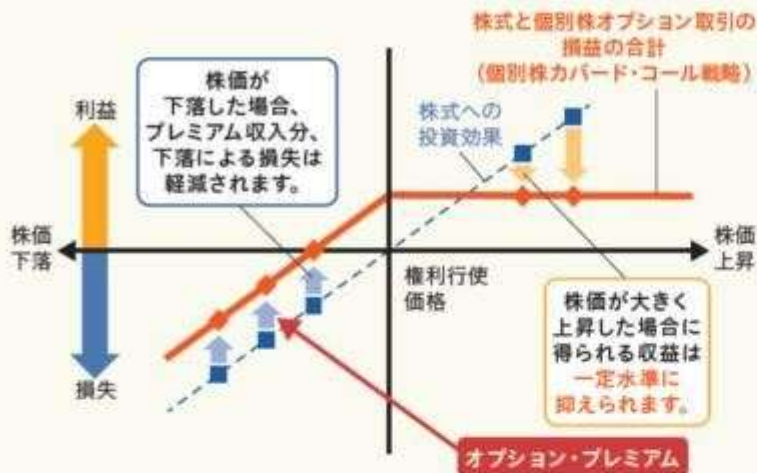 株式と個別株オプション取引の
損益の合計
(個別株カバード・コール戦略)
株価が
下落した場合、
プレミアム収入分、
下落による損失は
軽減されます。
利益
株式への
投資効果
株価
下落
株価
上昇
権利行使
価格
株価が大きく
上昇した場合に
得られる収益は
一定水準に
抑えられます。
損失
オプション・プレミアム